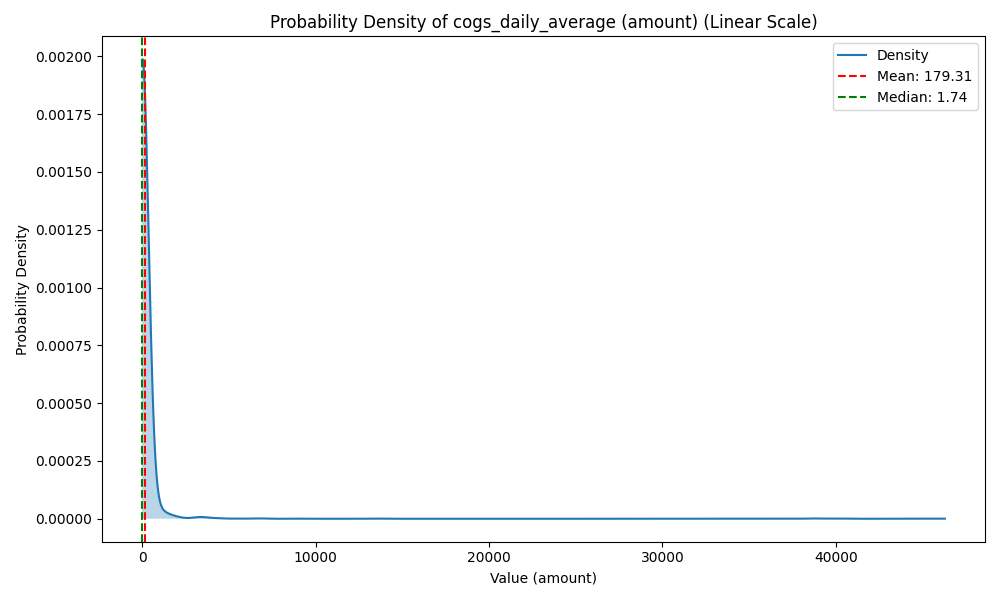 Probability Density of cogs_daily_average (amount) (Linear Scale)
Density
Mean: 179.31
Median: 1.74
Probability Density
0.00200
0.00175
0.00150
0.00125
0.00100
0.00075
0.00050
0.00025
0.00000
0
10000
20000
30000
40000
Value (amount)